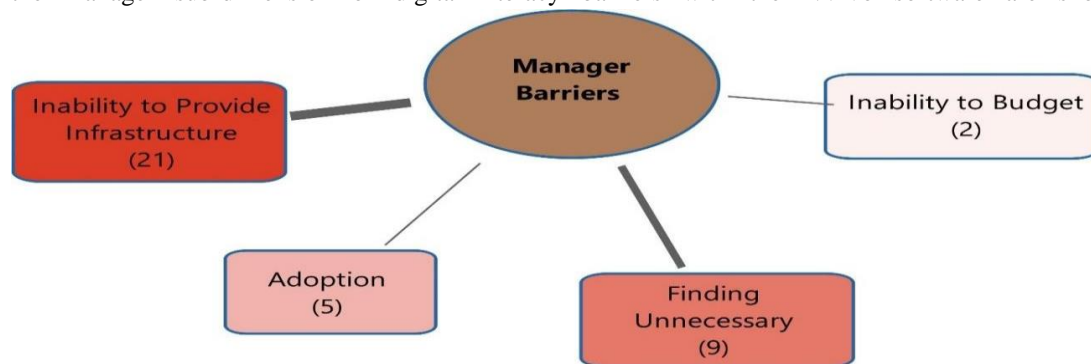 Manager
Barriers
Inability to Provide
Infrastructure
(21)
Inability to Budget
(2)
Adoption
(5)
Finding
Unnecessary
(9)